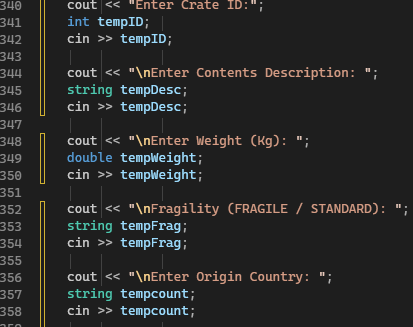 340 cout << "Enter Crate ID:";
341 int tempID;
342 cin >> tempID;
343
344 cout << "\nEnter Contents Description: ";
345 string tempDesc;
346 cin >> tempDesc;
347
348 cout << "\nEnter Weight (Kg): ";
349 double tempWeight;
350 cin >> tempWeight;
351
352 cout << "\nFragility (FRAGILE / STANDARD): ";
353 string tempFrag;
354 cin >> tempFrag;
355
356 cout << "\nEnter Origin Country: ";
357 string tempcount;
358 cin >> tempcount;
359